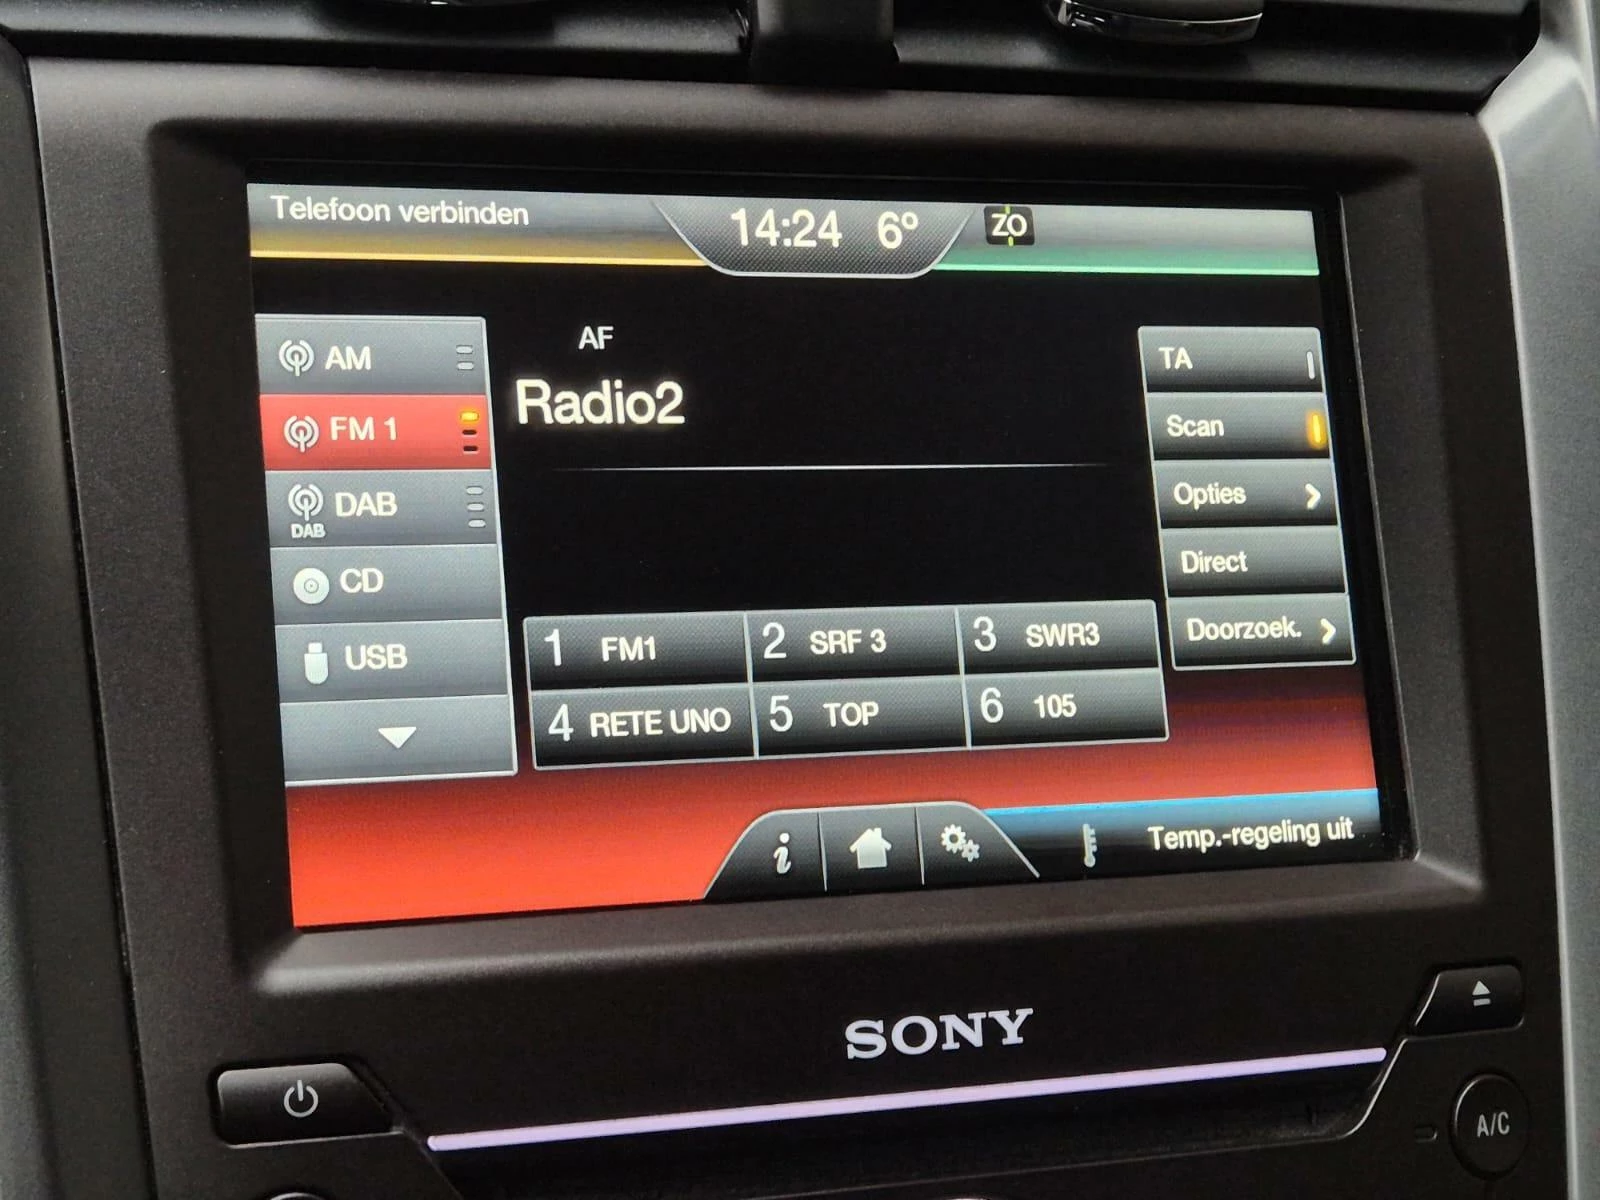 Telefoon verbinden
14:24 6º
ZO
AM
FM 1
DAB
DAB
CD
USB
AF
Radio2
TA
Scan
Opties
Direct
Doorzoek.
1 FM1
2 SRF 3
3 SWR3
4 RETE UNO
5 TOP
6 105
i
Temp.-regeling uit
SONY
A/C